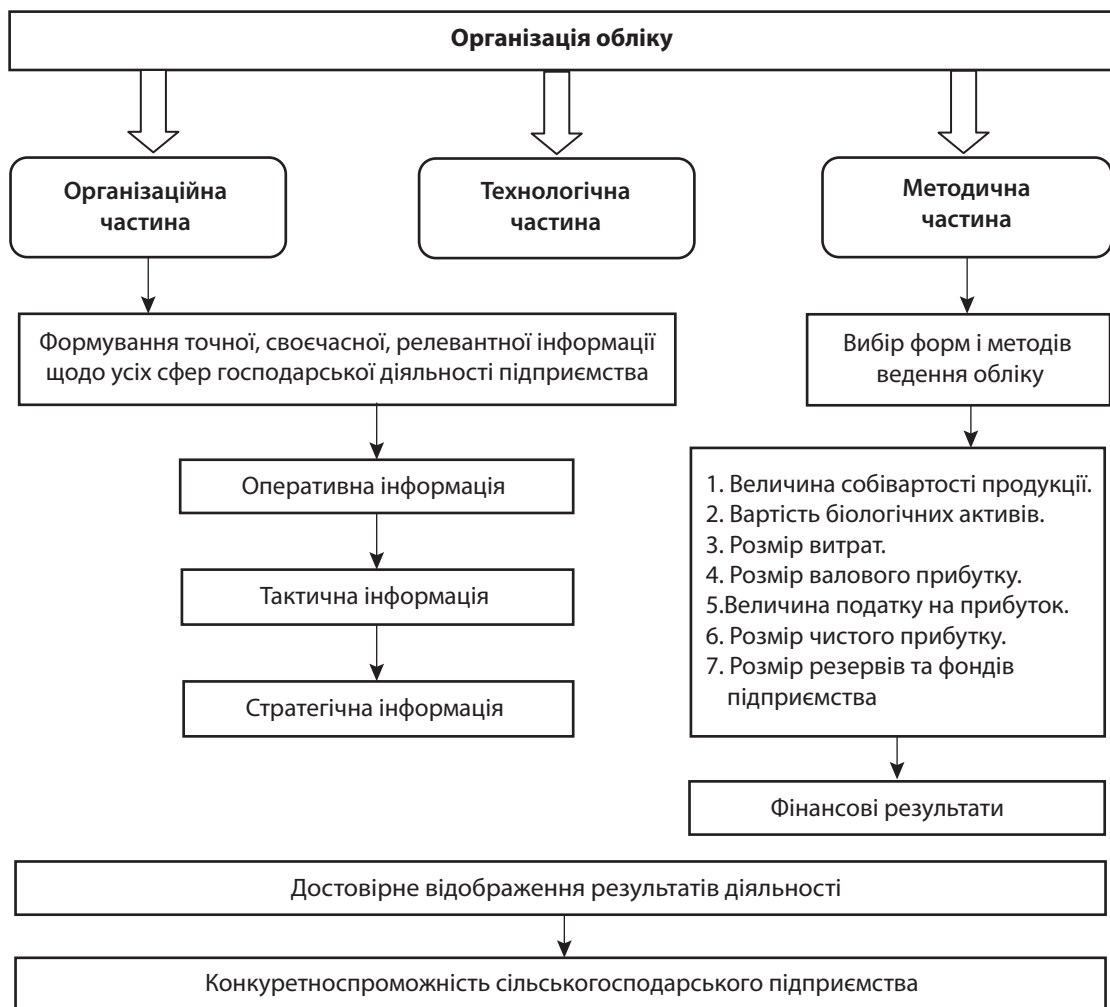 Організація обліку
Організаційна
частина
Технологічна
частина
Методична
частина
Формування точної, своєчасної, релевантної інформації
щодо усіх сфер господарської діяльності підприємства
Вибір форм і методів
ведення обліку
Оперативна інформація
Тактична інформація
Стратегічна інформація
1. Величина собівартості продукції.
2. Вартість біологічних активів.
3. Розмір витрат.
4. Розмір валового прибутку.
5.Величина податку на прибуток.
6. Розмір чистого прибутку.
7. Розмір резервів та фондів
підприємства
Фінансові результати
Достовірне відображення результатів діяльності
Конкуретноспроможність сільськогосподарського підприємства